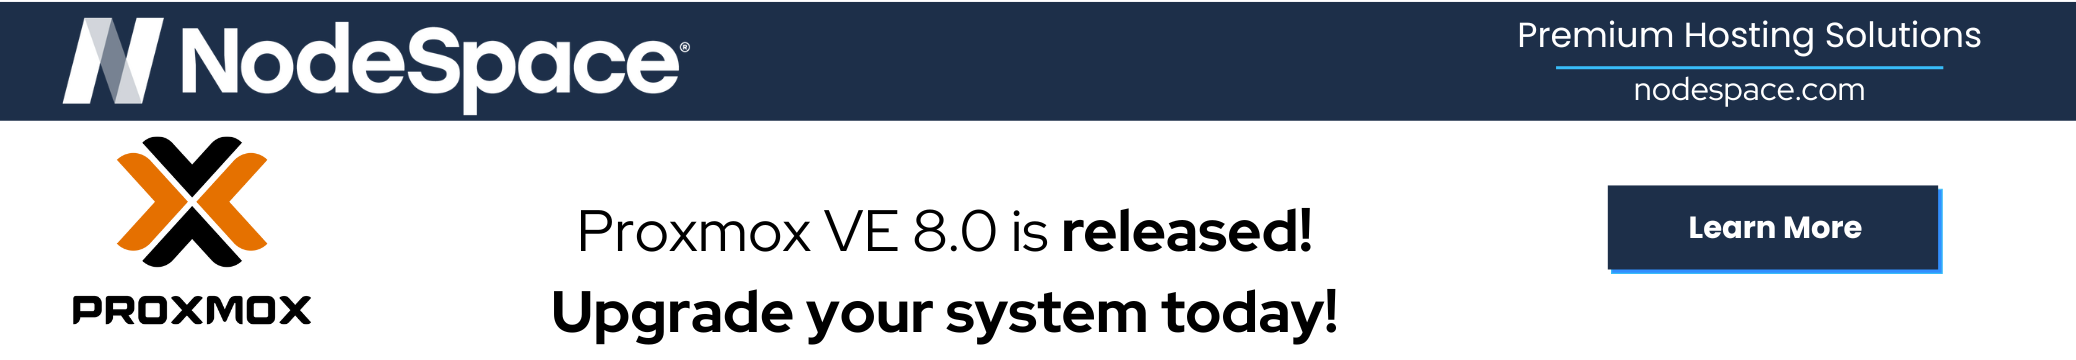 NodeSpace®
Premium Hosting Solutions
nodespace.com
PROXMOX
Proxmox VE 8.0 is released!
Upgrade your system today!
Learn More